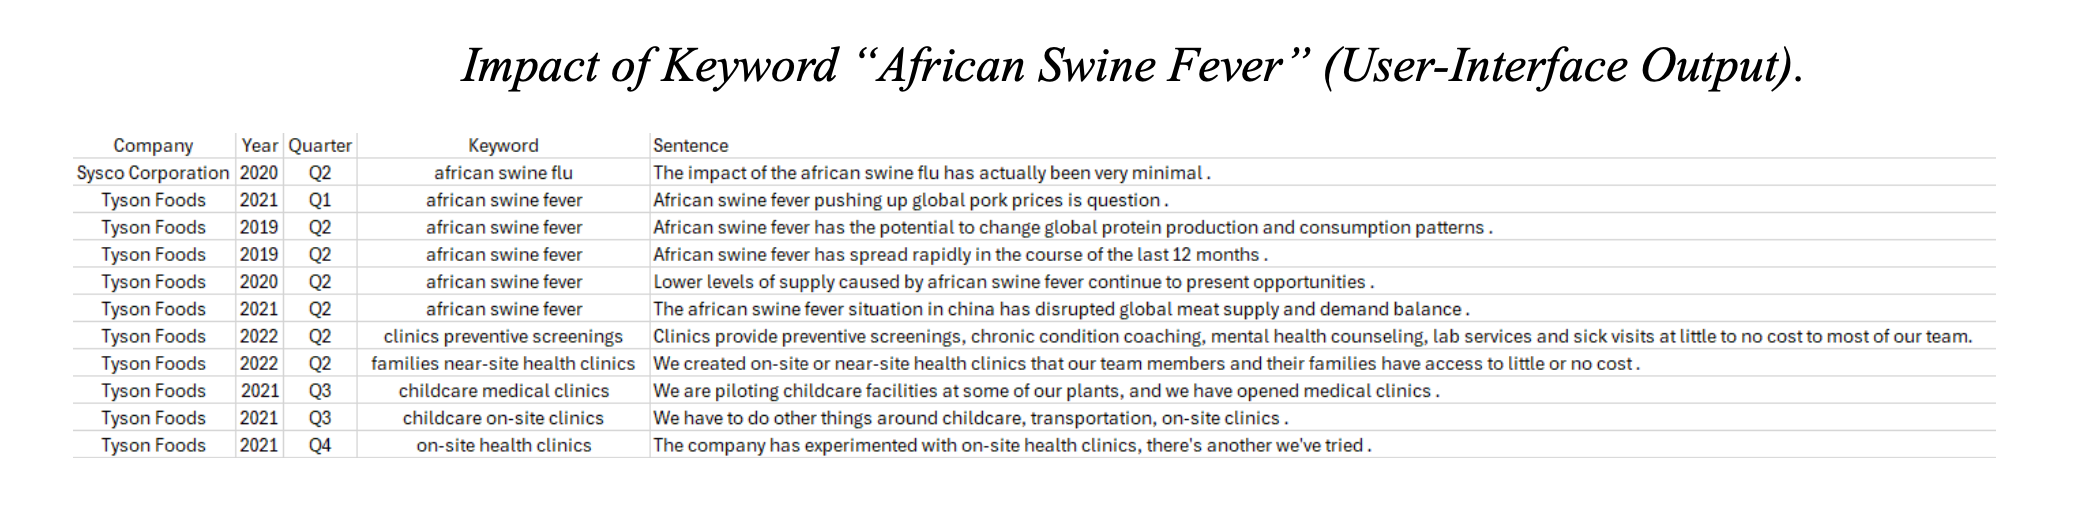 Impact of Keyword “African Swine Fever” (User-Interface Output).
Company Year Quarter Keyword Sentence
Sysco Corporation 2020 Q2 african swine flu The impact of the african swine flu has actually been very minimal .
Tyson Foods 2021 Q1 african swine fever African swine fever pushing up global pork prices is question .
Tyson Foods 2019 Q2 african swine fever African swine fever has the potential to change global protein production and consumption patterns .
Tyson Foods 2019 Q2 african swine fever African swine fever has spread rapidly in the course of the last 12 months .
Tyson Foods 2020 Q2 african swine fever Lower levels of supply caused by african swine fever continue to present opportunities .
Tyson Foods 2021 Q2 african swine fever The african swine fever situation in china has disrupted global meat supply and demand balance .
Tyson Foods 2022 Q2 clinics preventive screenings Clinics provide preventive screenings, chronic condition coaching, mental health counseling, lab services and sick visits at little to no cost to most of our team.
Tyson Foods 2022 Q2 families near-site health clinics We created on-site or near-site health clinics that our team members and their families have access to little or no cost .
Tyson Foods 2021 Q3 childcare medical clinics We are piloting childcare facilities at some of our plants, and we have opened medical clinics .
Tyson Foods 2021 Q3 childcare on-site clinics We have to do other things around childcare, transportation, on-site clinics .
Tyson Foods 2021 Q4 on-site health clinics The company has experimented with on-site health clinics, there's another we've tried .